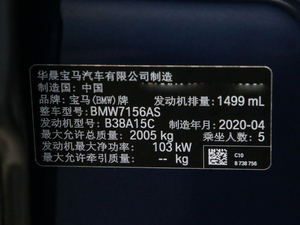 华晨宝马汽车有限公司制造
制造国：中国
品牌：宝马(BMW)牌 发动机排量：1499 mL
整车型号：BMW7156AS
发动机型号：B38A15C 制造年月：2020-04
最大允许总质量：2005 kg 乘坐人数：5
发动机最大净功率：103 kW
最大允许牵引质量：-- kg
C10
8 738 756